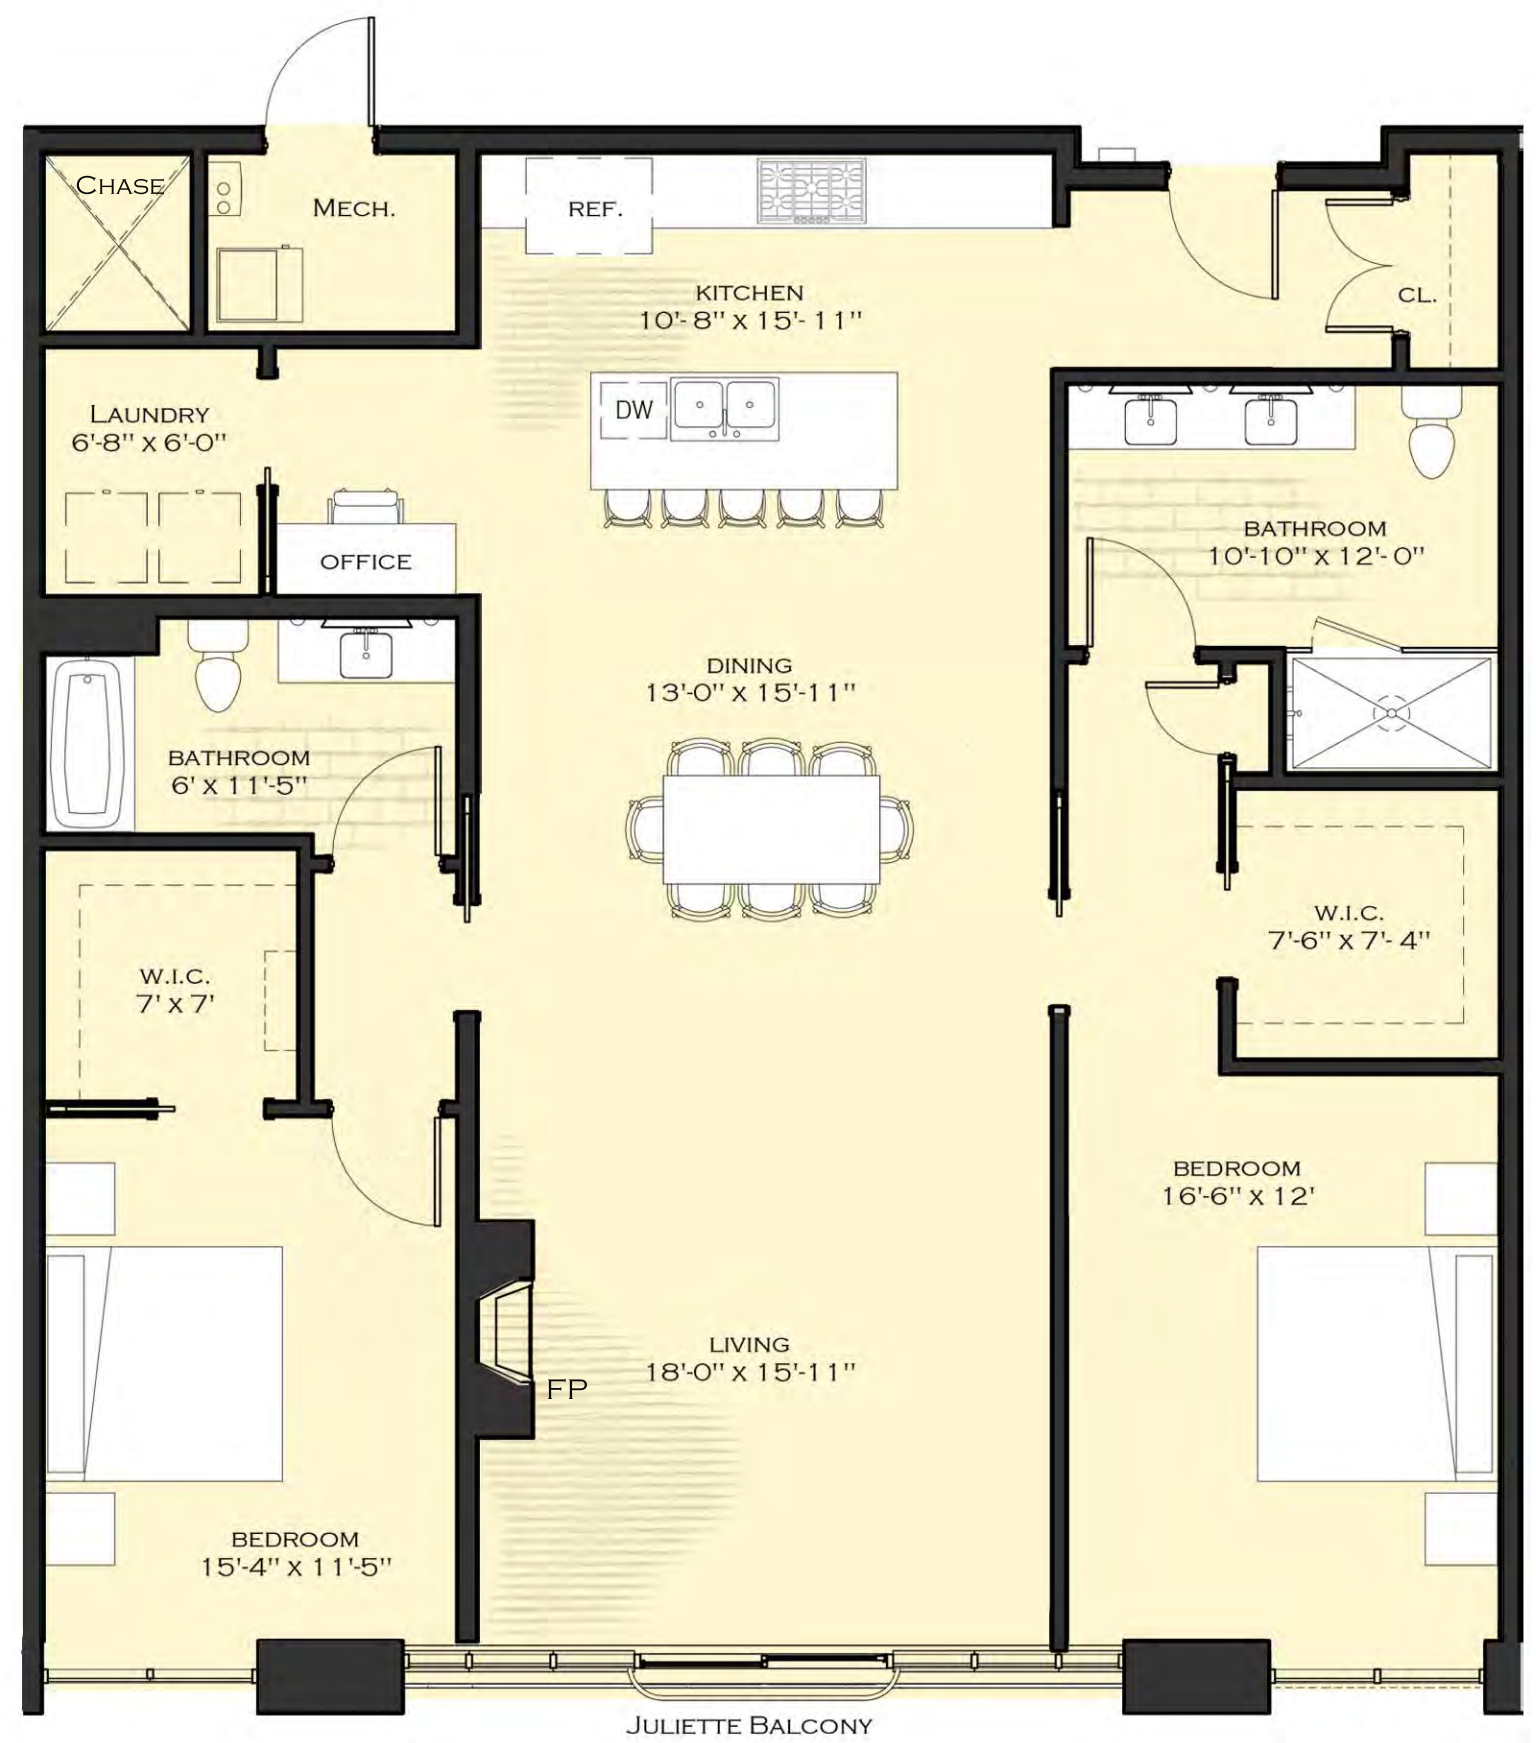 CHASE
MECH.
REF.
KITCHEN
10'- 8" X 15'- 11"
CL.
LAUNDRY
6'-8" X 6'-0"
DW
OFFICE
BATHROOM
10'-10" X 12'- 0"
DINING
13'-0" X 15'-11"
BATHROOM
6' X 11'-5"
W.I.C.
7'-6" X 7'- 4"
W.I.C.
7' X 7'
BEDROOM
16'-6" X 12'
LIVING
18'-0" X 15'-11"
FP
BEDROOM
15'-4" X 11'-5"
JULIETTE BALCONY